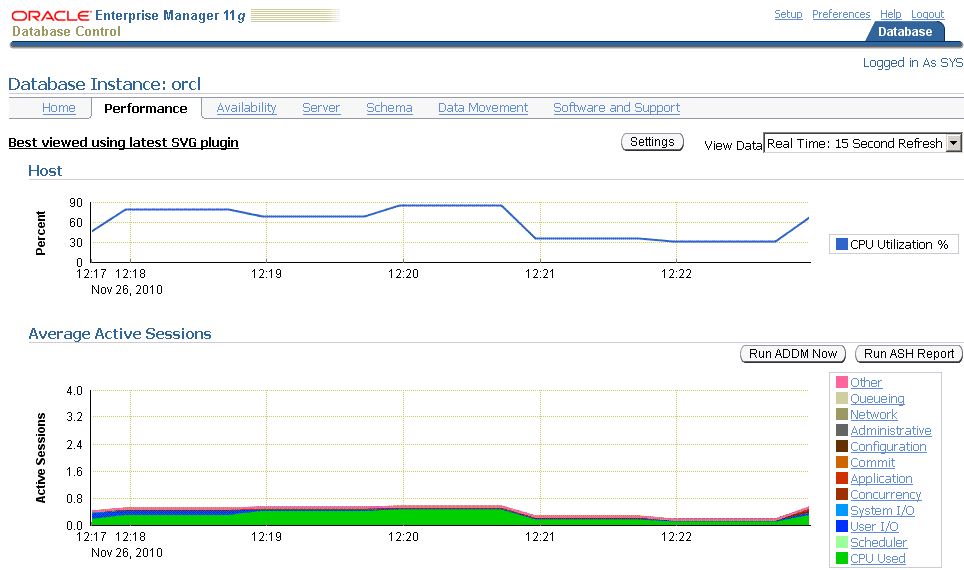 ORACLE Enterprise Manager 11g
Database Control
Setup Preferences Help Logout
Database
Logged in As SYS
Database Instance: orcl
Home Performance Availability Server Schema Data Movement Software and Support
Best viewed using latest SVG plugin
Settings
View Data Real Time: 15 Second Refresh
Host
Percent
90
60
30
0
12:17 12:18 12:19 12:20 12:21 12:22
Nov 26, 2010
CPU Utilization %
Average Active Sessions
Run ADDM Now Run ASH Report
Active Sessions
4.0
3.2
2.4
1.6
0.8
0.0
12:17 12:18 12:19 12:20 12:21 12:22
Nov 26, 2010
Other
Queueing
Network
Administrative
Configuration
Commit
Application
Concurrency
System I/O
User I/O
Scheduler
CPU Used